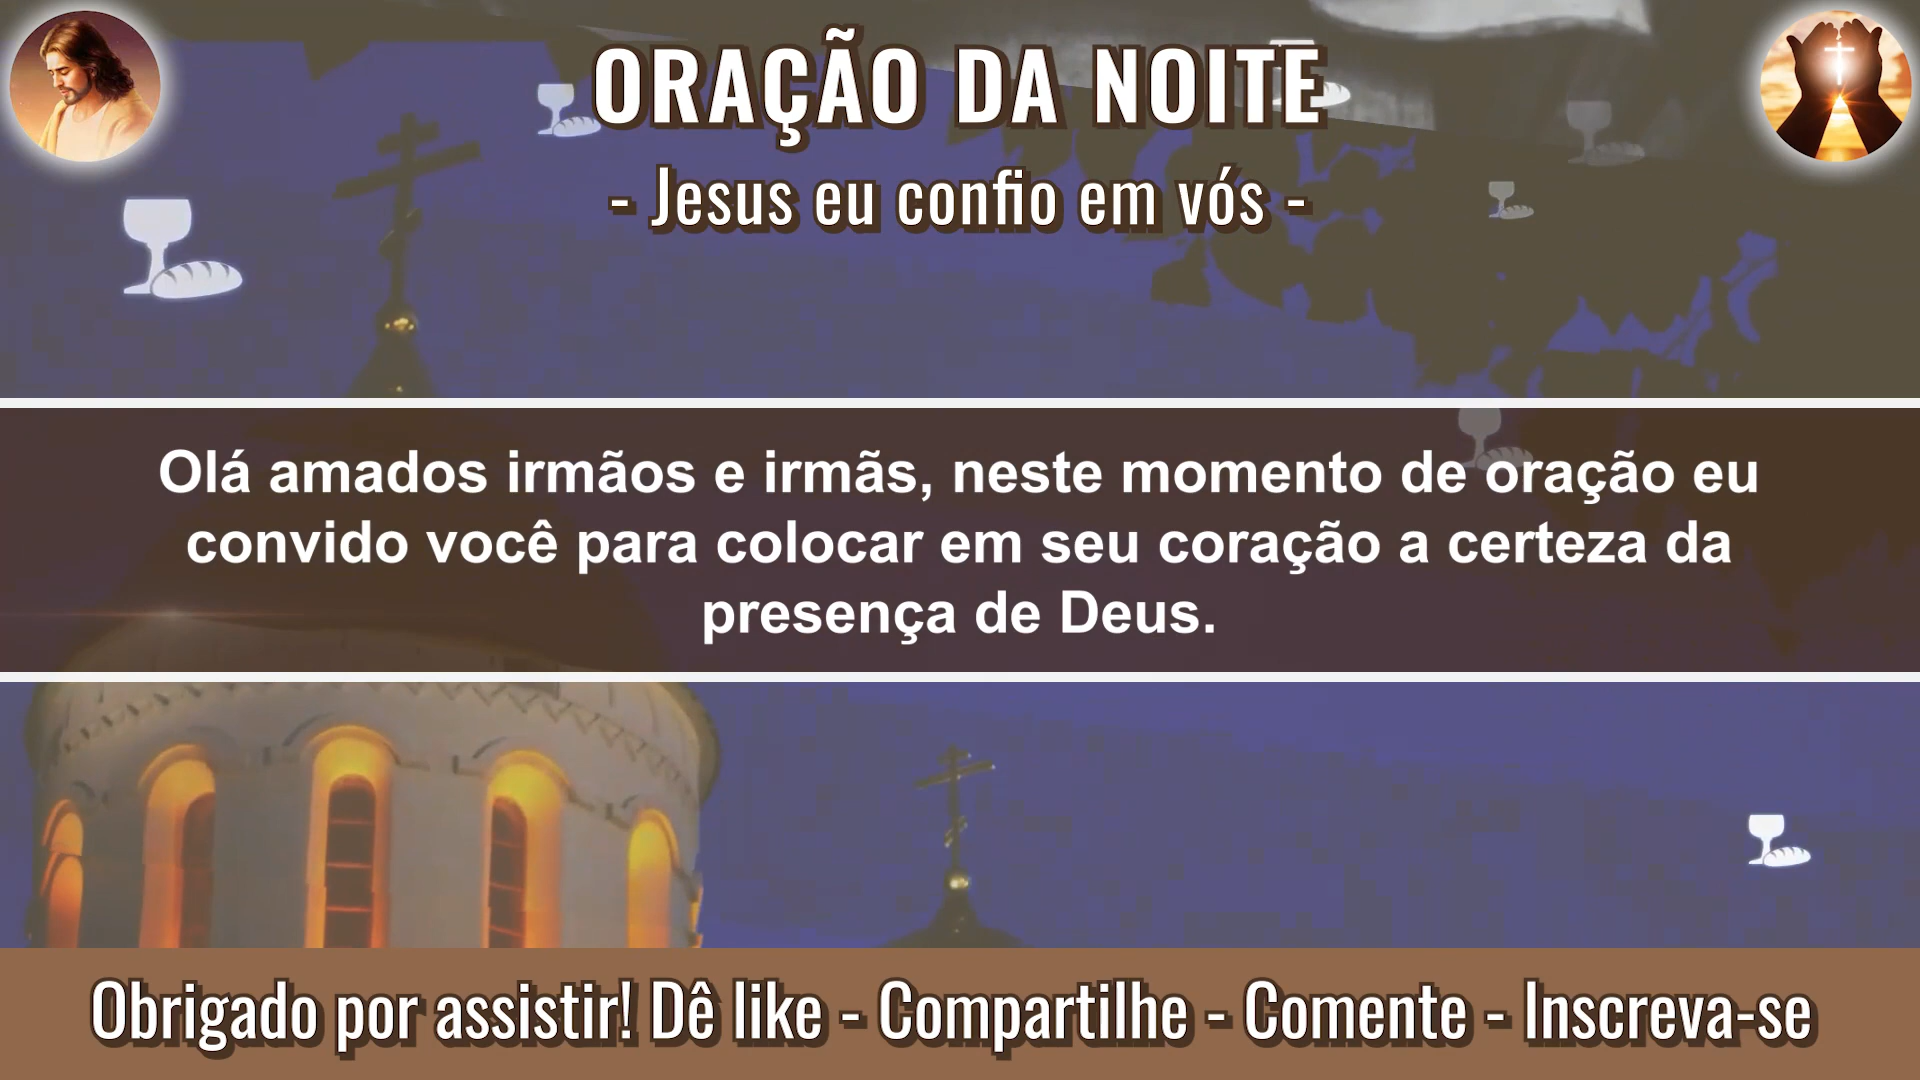 ORAÇÃO DA NOITE
- Jesus eu confio em vós -
Olá amados irmãos e irmãs, neste momento de oração eu
convido você para colocar em seu coração a certeza da
presença de Deus.
Obrigado por assistir! Dê like - Compartilhe - Comente - Inscreva-se